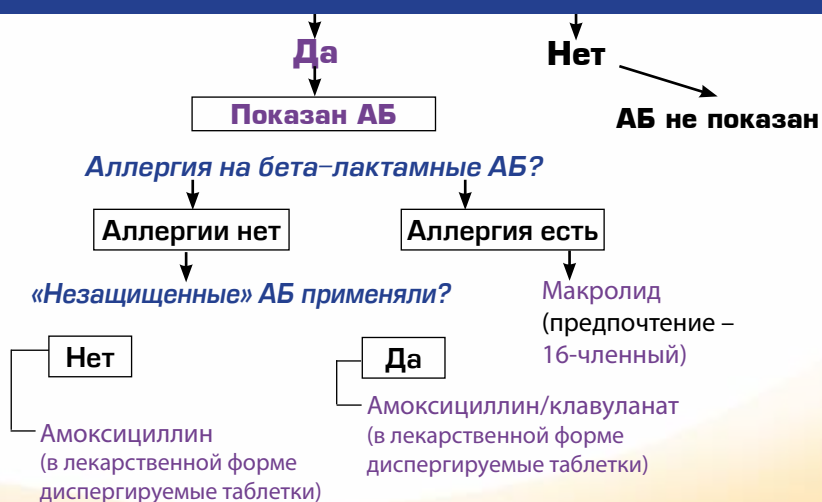 Да
Нет
Показан АБ
АБ не показан
Аллергия на бета–лактамные АБ?
Аллергии нет
Аллергия есть
«Незащищенные» АБ применяли?
Макролид
(предпочтение –
16-членный)
Нет
Да
Амоксициллин
(в лекарственной форме
диспергируемые таблетки)
Амоксициллин/клавуланат
(в лекарственной форме
диспергируемые таблетки)